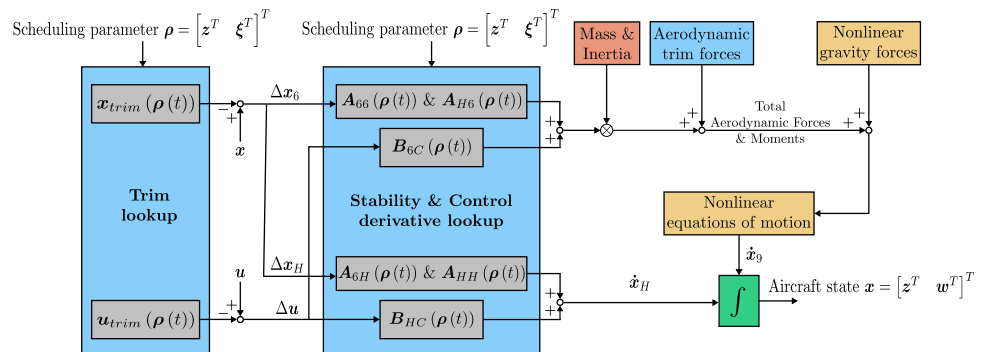 Scheduling parameter ρ = [z^T ξ^T]^T
Scheduling parameter ρ = [z^T ξ^T]^T
Mass &
Inertia
Aerodynamic
trim forces
Nonlinear
gravity forces
x_trim (ρ(t))
−
+
x
Δx_6
A_66 (ρ(t)) & A_H6 (ρ(t))
+
+
B_6C (ρ(t))
⊗
+
+
Total
Aerodynamic Forces
& Moments
+
+
Trim
lookup
Stability & Control
derivative lookup
Nonlinear
equations of motion
ẋ_9
u
Δx_H
A_6H (ρ(t)) & A_HH (ρ(t))
+
+
ẋ_H
∫
Aircraft state x = [z^T w^T]^T
u_trim (ρ(t))
+
−
Δu
B_HC (ρ(t))